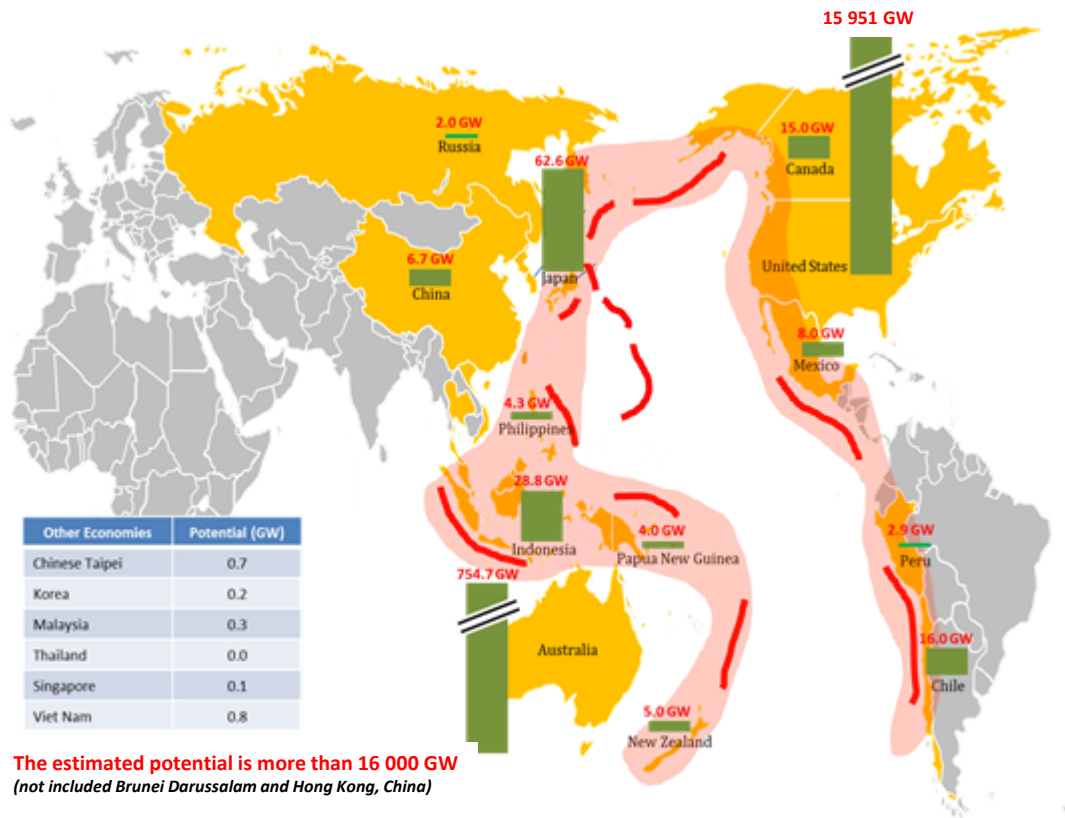 15 951 GW
2.0 GW
Russia
15.0 GW
Canada
62.6 GW
Japan
6.7 GW
China
United States
8.0 GW
Mexico
4.3 GW
Philippines
28.8 GW
Indonesia
4.0 GW
Papua New Guinea
2.9 GW
Peru
754.7 GW
Australia
16.0 GW
Chile
5.0 GW
New Zealand
Other Economies Potential (GW)
Chinese Taipei 0.7
Korea 0.2
Malaysia 0.3
Thailand 0.0
Singapore 0.1
Viet Nam 0.8
The estimated potential is more than 16 000 GW
(not included Brunei Darussalam and Hong Kong, China)